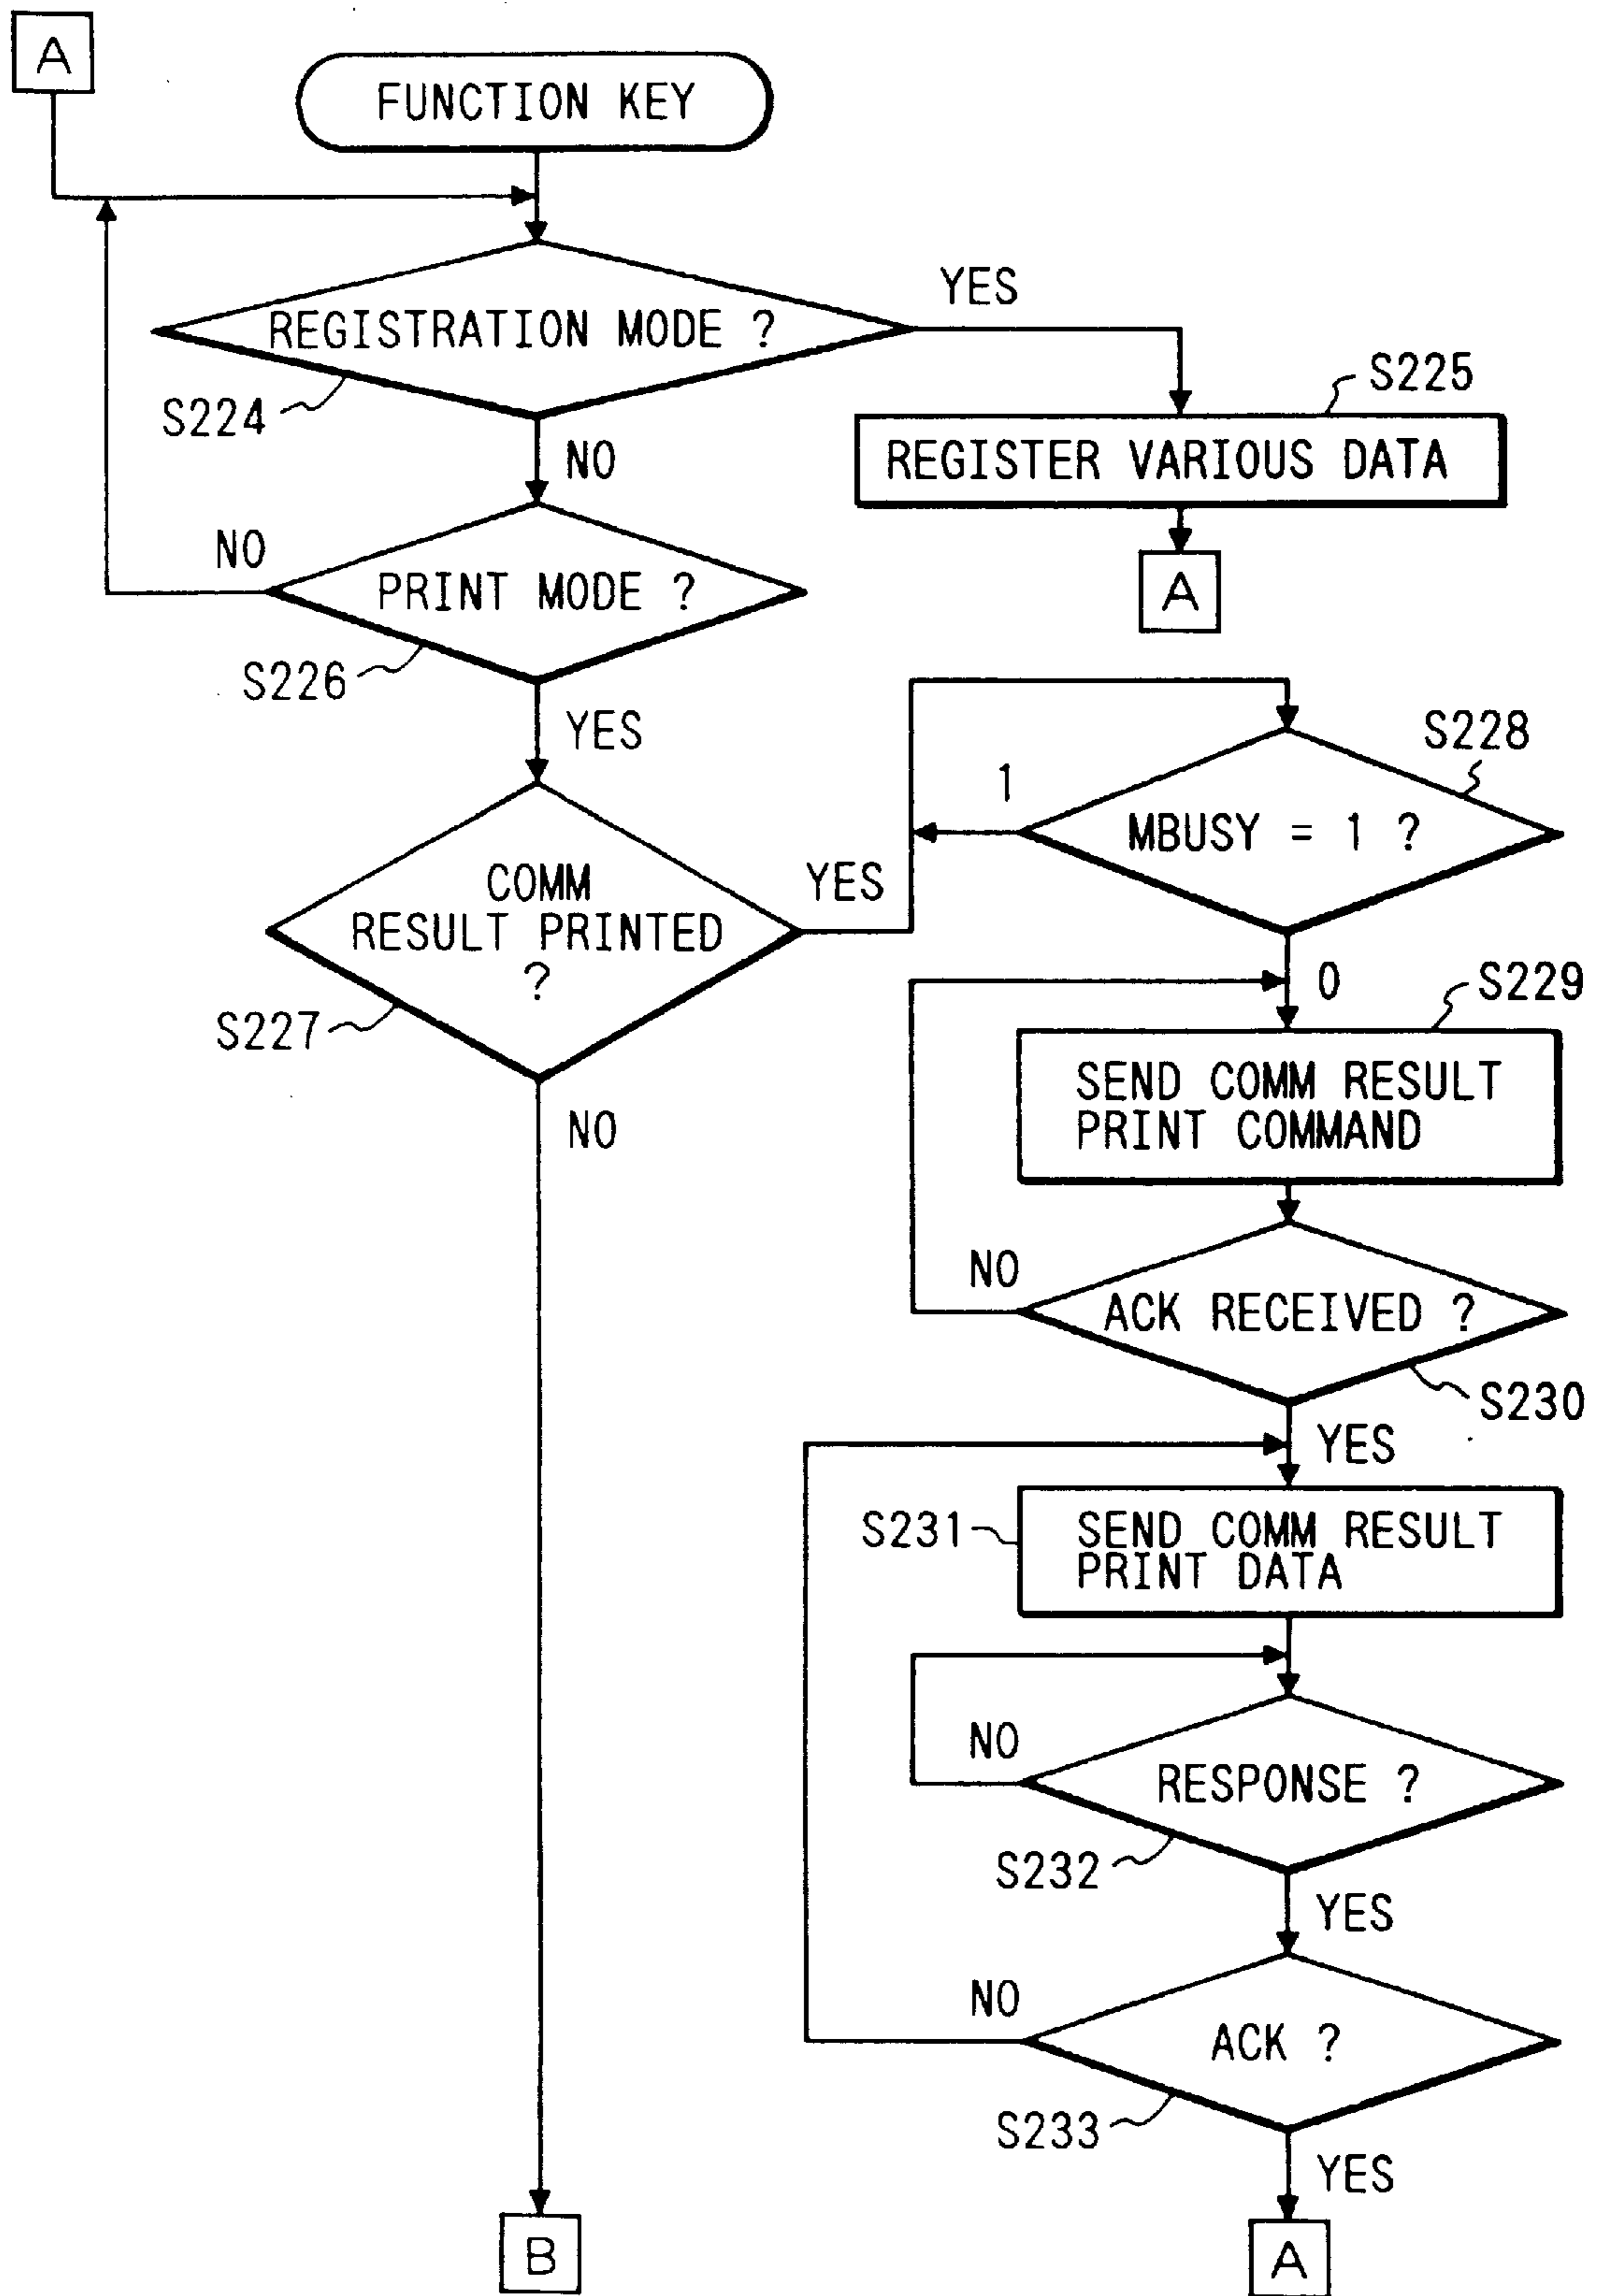 A
FUNCTION KEY
REGISTRATION MODE ?
YES
S224
S225
NO
REGISTER VARIOUS DATA
A
NO
PRINT MODE ?
S226
YES
S228
1
MBUSY = 1 ?
COMM
RESULT PRINTED
?
YES
S227
0
S229
SEND COMM RESULT
PRINT COMMAND
NO
NO
ACK RECEIVED ?
S230
YES
S231
SEND COMM RESULT
PRINT DATA
NO
RESPONSE ?
S232
YES
NO
ACK ?
S233
YES
B
A